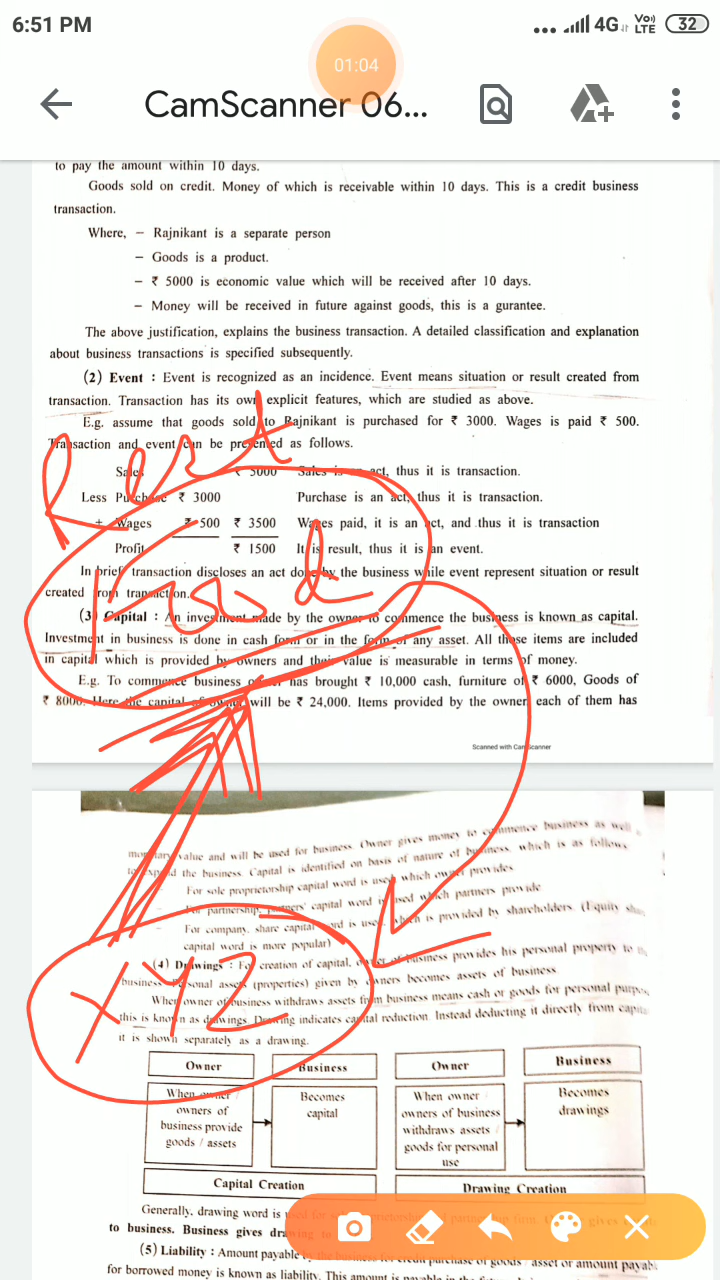 6:51 PM 4G Vo) LTE 32
01:04
CamScanner 06...
to pay the amount within 10 days.
Goods sold on credit. Money of which is receivable within 10 days. This is a credit business
transaction.
Where, – Rajnikant is a separate person
– Goods is a product.
– ₹ 5000 is economic value which will be received after 10 days.
– Money will be received in future against goods, this is a gurantee.
The above justification, explains the business transaction. A detailed classification and explanation
about business transactions is specified subsequently.
(2) Event : Event is recognized as an incidence. Event means situation or result created from
transaction. Transaction has its own explicit features, which are studied as above.
E.g. assume that goods sold to Rajnikant is purchased for ₹ 3000. Wages is paid ₹ 500.
Transaction and event can be presented as follows.
Sales ₹ 5000 Sales is an act, thus it is transaction.
Less Purchase ₹ 3000 Purchase is an act, thus it is transaction.
+ Wages ₹ 500 ₹ 3500 Wages paid, it is an act, and thus it is transaction
Profit ₹ 1500 It is result, thus it is an event.
In brief transaction discloses an act done by the business while event represent situation or result
created from transaction.
(3) Capital : An investment made by the owner to commence the business is known as capital.
Investment in business is done in cash form or in the form of any asset. All those items are included
in capital which is provided by owners and their value is measurable in terms of money.
E.g. To commence business owner has brought ₹ 10,000 cash, furniture of ₹ 6000, Goods of
₹ 8000. Here the capital of owner will be ₹ 24,000. Items provided by the owner each of them has
Scanned with CamScanner
monetary value and will be used for business. Owner gives money to commence business as well
to expand the business. Capital is identified on basis of nature of business, which is as follows
For sole proprietorship capital word is used which owner provides
For partnership, partners' capital word is used which partners provide
For company, share capital word is used which is provided by shareholders. (Equity
capital word is more popular)
(4) Drawings : For creation of capital, owner of business provides his personal property to
business. Personal assets (properties) given by owners becomes assets of business
When owner of business withdraws assets from business means cash or goods for personal
this is known as drawings. Drawing indicates capital reduction. Instead deducting it directly from
it is shown separately as a drawing.
Owner Business Owner Business
When owner / owners of business provide goods / assets
Becomes capital
When owner / owners of business withdraws assets / goods for personal use
Becomes drawings
Capital Creation Drawing Creation
Generally, drawing word is
to business. Business gives
(5) Liability : Amount payable
for borrowed money is known as liability. This amount is payable in the
Rest
Food
XYZ